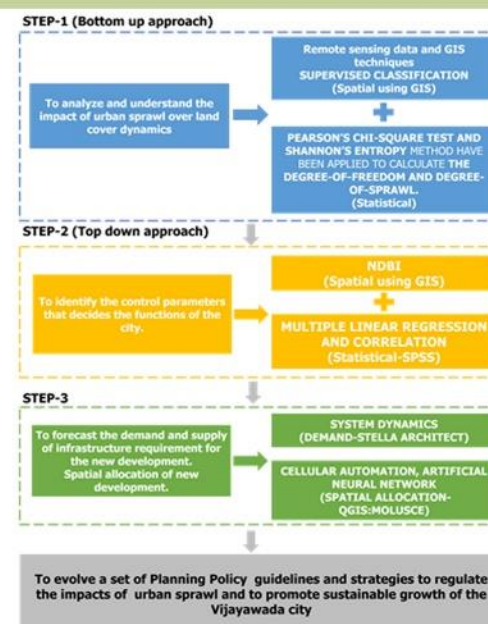 STEP-1 (Bottom up approach)
To analyze and understand the
impact of urban sprawl over land
cover dynamics
Remote sensing data and GIS
techniques
SUPERVISED CLASSIFICATION
(Spatial using GIS)
PEARSON'S CHI-SQUARE TEST AND
SHANNON'S ENTROPY METHOD HAVE
BEEN APPLIED TO CALCULATE THE
DEGREE-OF-FREEDOM AND DEGREE-
OF-SPRAWL.
(Statistical)
STEP-2 (Top down approach)
To identify the control parameters
that decides the functions of the
city.
NDBI
(Spatial using GIS)
MULTIPLE LINEAR REGRESSION
AND CORRELATION
(Statistical-SPSS)
STEP-3
To forecast the demand and supply
of infrastructure requirement for
the new development.
Spatial allocation of new
development.
SYSTEM DYNAMICS
(DEMAND-STELLA ARCHITECT)
CELLULAR AUTOMATION, ARTIFICIAL
NEURAL NETWORK
(SPATIAL ALLOCATION-
QGIS:MOLUSCE)
To evolve a set of Planning Policy guidelines and strategies to regulate
the impacts of urban sprawl and to promote sustainable growth of the
Vijayawada city